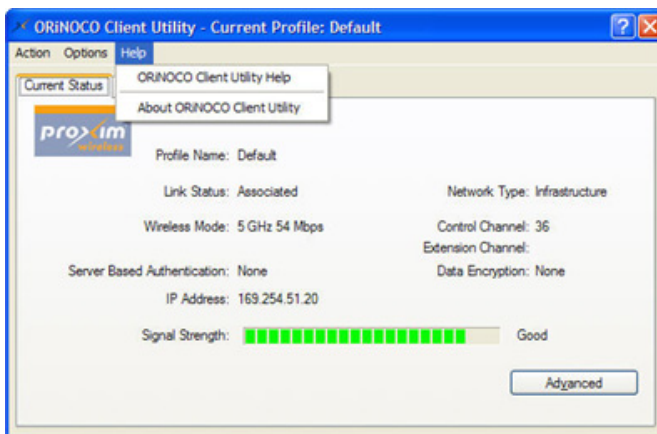 ORiNOCO Client Utility - Current Profile: Default
Action Options Help
ORiNOCO Client Utility Help
Current Status
About ORiNOCO Client Utility
proxim
wireless
Profile Name: Default
Link Status: Associated Network Type: Infrastructure
Wireless Mode: 5 GHz 54 Mbps Control Channel: 36
Extension Channel:
Server Based Authentication: None Data Encryption: None
IP Address: 169.254.51.20
Signal Strength: Good
Advanced